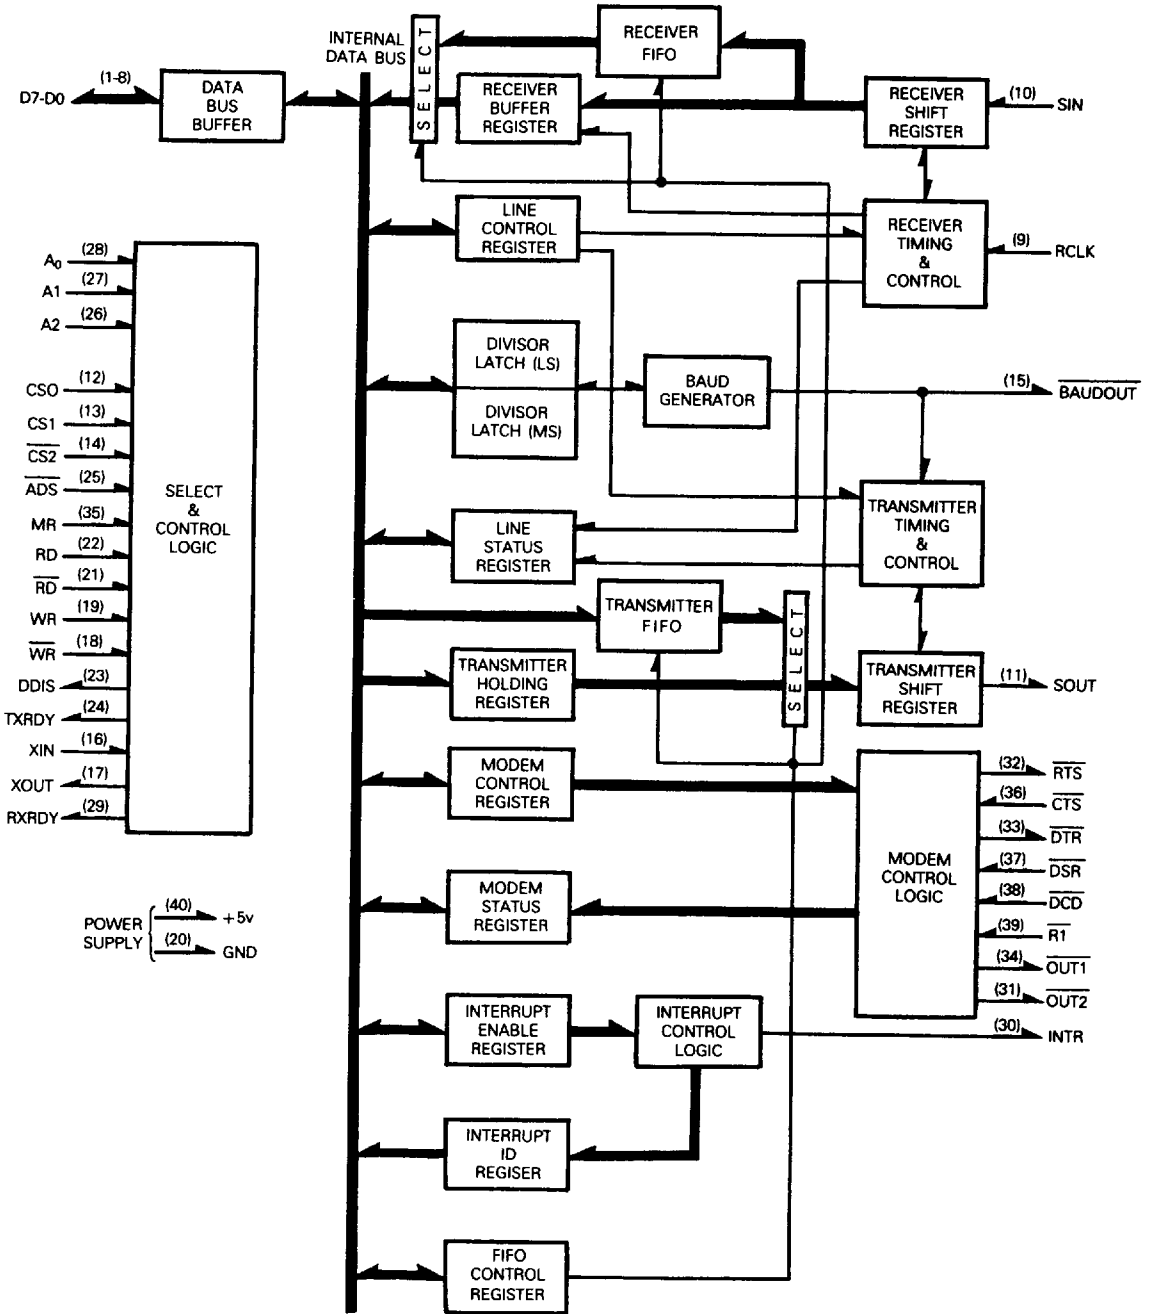 INTERNAL
DATA BUS
SELECT
RECEIVER
FIFO
D7-D0
(1-8)
DATA
BUS
BUFFER
RECEIVER
BUFFER
REGISTER
RECEIVER
SHIFT
REGISTER
(10)
SIN
LINE
CONTROL
REGISTER
RECEIVER
TIMING
&
CONTROL
(9)
RCLK
A0
(28)
A1
(27)
A2
(26)
CSO
(12)
CS1
(13)
CS2
(14)
ADS
(25)
MR
(35)
RD
(22)
RD
(21)
WR
(19)
WR
(18)
DDIS
(23)
TXRDY
(24)
XIN
(16)
XOUT
(17)
RXRDY
(29)
SELECT
&
CONTROL
LOGIC
DIVISOR
LATCH (LS)
DIVISOR
LATCH (MS)
BAUD
GENERATOR
(15)
BAUDOUT
LINE
STATUS
REGISTER
TRANSMITTER
TIMING
&
CONTROL
TRANSMITTER
FIFO
SELECT
TRANSMITTER
HOLDING
REGISTER
TRANSMITTER
SHIFT
REGISTER
(11)
SOUT
MODEM
CONTROL
REGISTER
MODEM
CONTROL
LOGIC
(32)
RTS
(36)
CTS
(33)
DTR
(37)
DSR
(38)
DCD
(39)
R1
(34)
OUT1
(31)
OUT2
MODEM
STATUS
REGISTER
POWER
SUPPLY
(40)
+5v
(20)
GND
INTERRUPT
ENABLE
REGISTER
INTERRUPT
CONTROL
LOGIC
(30)
INTR
INTERRUPT
ID
REGISER
FIFO
CONTROL
REGISTER